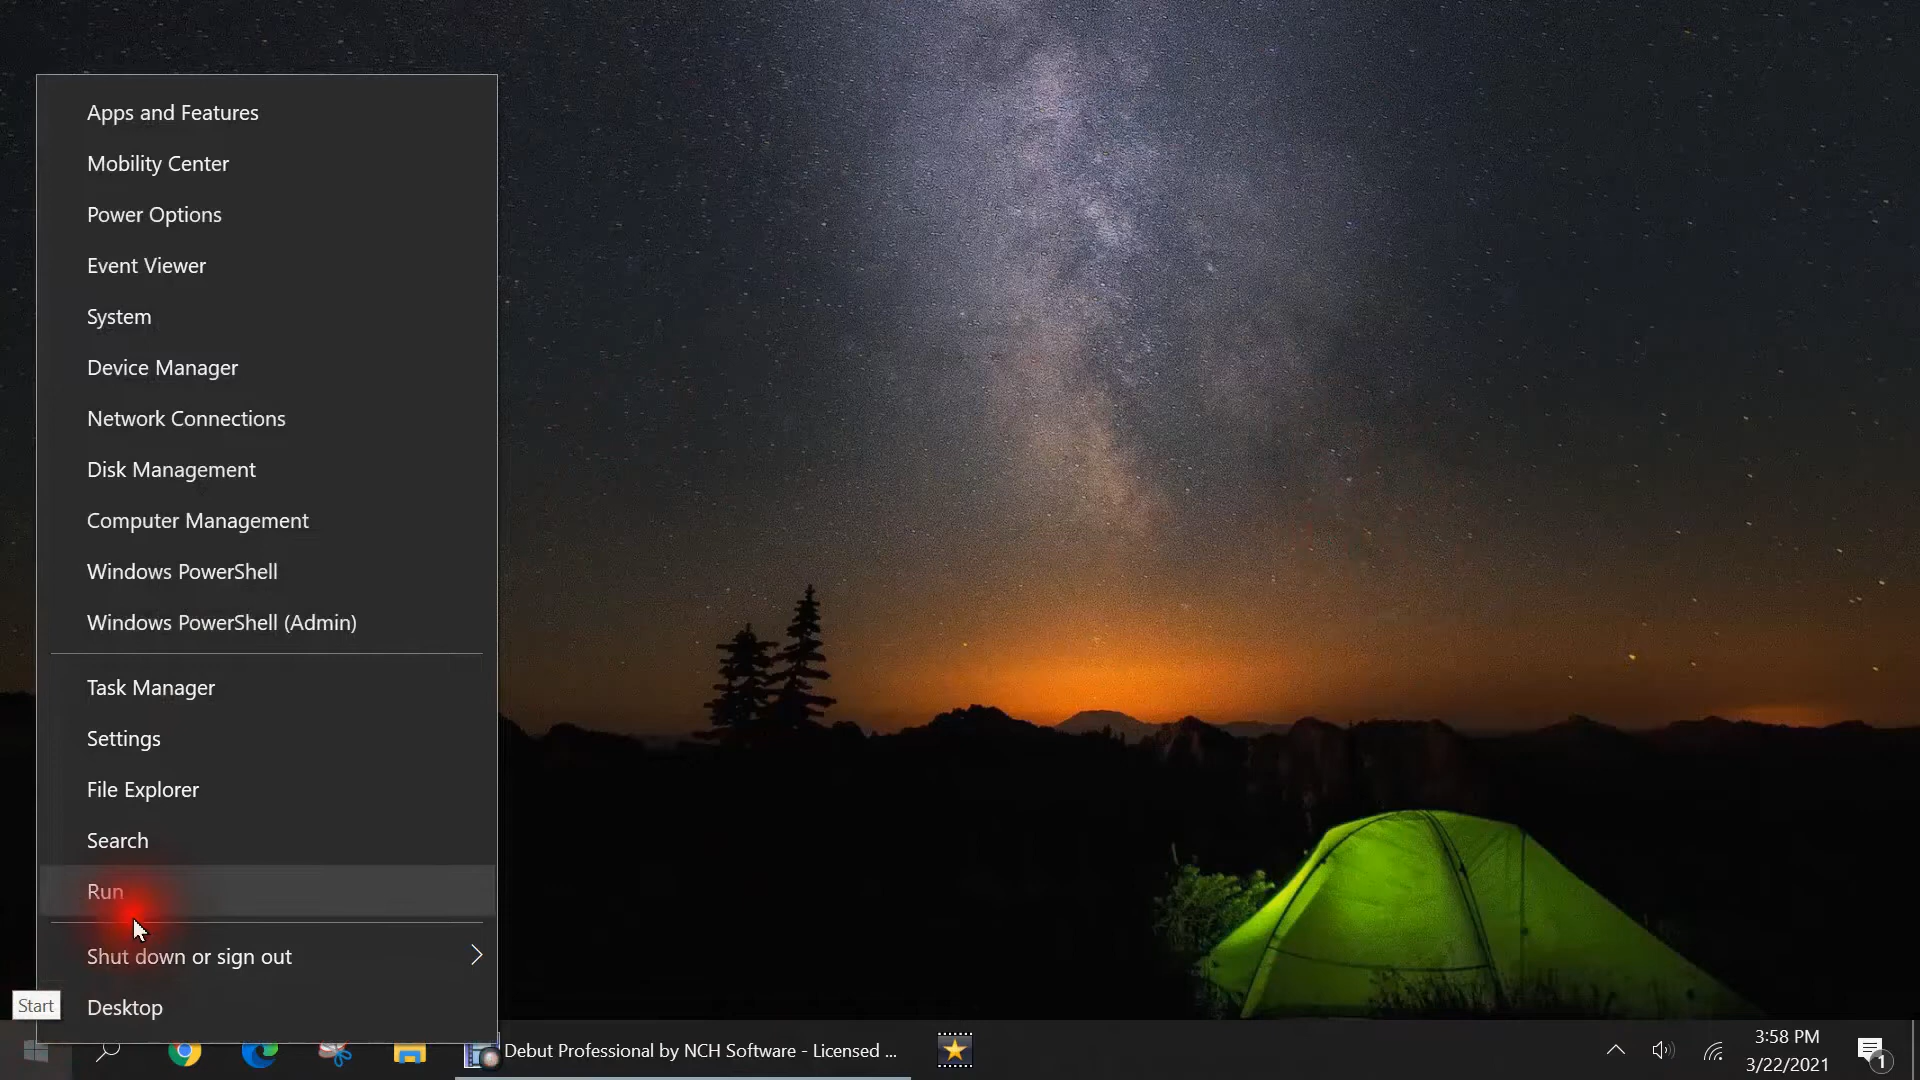 Apps and Features
Mobility Center
Power Options
Event Viewer
System
Device Manager
Network Connections
Disk Management
Computer Management
Windows PowerShell
Windows PowerShell (Admin)
Task Manager
Settings
File Explorer
Search
Run
Shut down or sign out
Desktop
Start
Debut Professional by NCH Software - Licensed ...
3:58 PM
3/22/2021
1